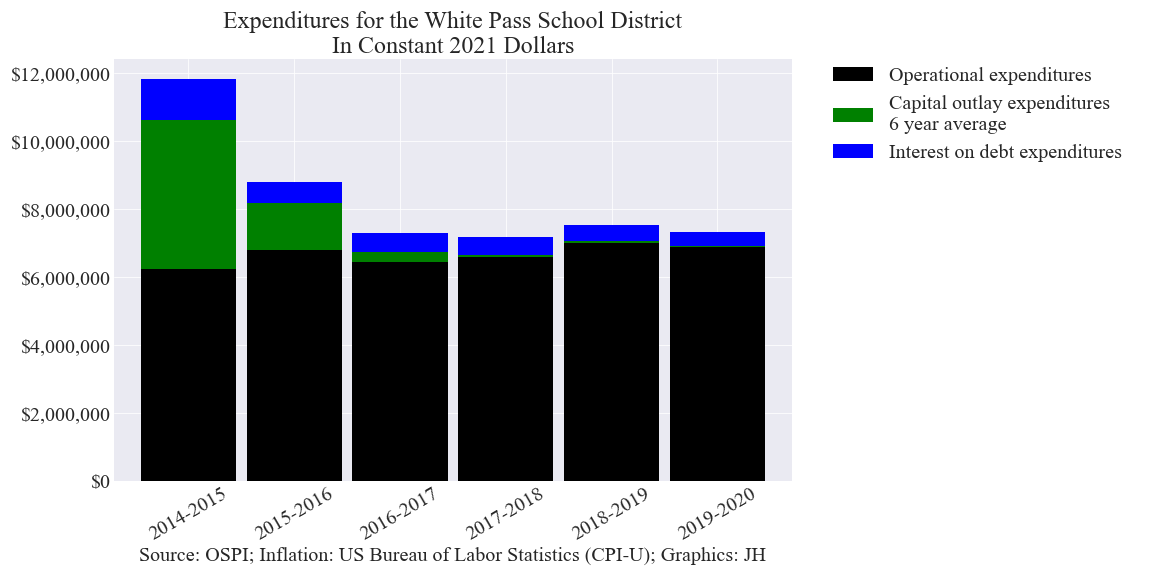 Expenditures for the White Pass School District
In Constant 2021 Dollars
$12,000,000
$10,000,000
$8,000,000
$6,000,000
$4,000,000
$2,000,000
$0
2014-2015
2015-2016
2016-2017
2017-2018
2018-2019
2019-2020
Operational expenditures
Capital outlay expenditures
6 year average
Interest on debt expenditures
Source: OSPI; Inflation: US Bureau of Labor Statistics (CPI-U); Graphics: JH